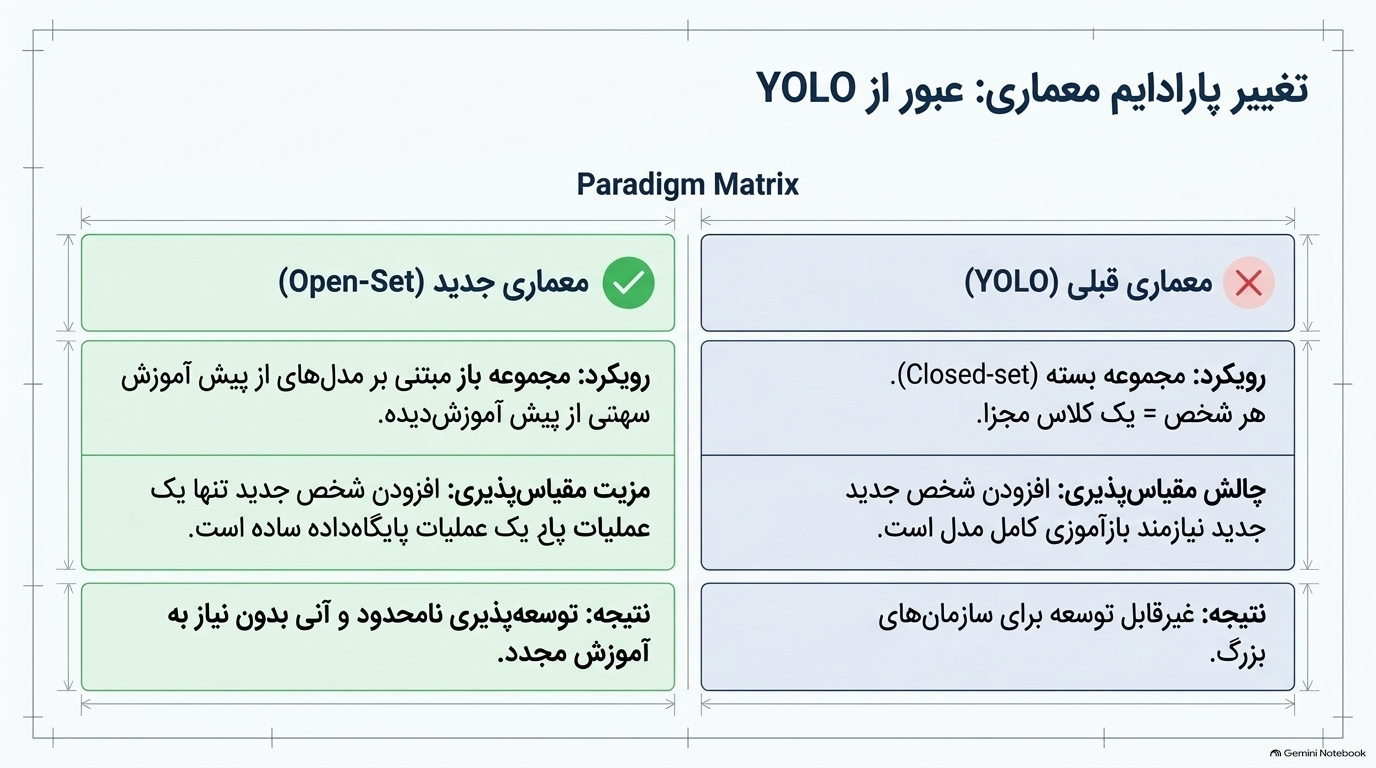 تغییر پارادایم معماری: عبور از YOLO
Paradigm Matrix
معماری قبلی (YOLO)
رویکرد: مجموعه بسته (Closed-set).
هر شخص = یک کلاس مجزا.
چالش مقیاس‌پذیری: افزودن شخص جدید
جدید نیازمند بازآموزی کامل مدل است.
نتیجه: غیرقابل توسعه برای سازمان‌های
بزرگ.
معماری جدید (Open-Set)
رویکرد: مجموعه باز مبتنی بر مدل‌های از پیش آموزش
سهتی از پیش آموزش‌دیده.
مزیت مقیاس‌پذیری: افزودن شخص جدید تنها یک
عملیات یک عملیات پایگاه‌داده ساده است.
نتیجه: توسعه‌پذیری نامحدود و آنی بدون نیاز به
آموزش مجدد.
Gemini Notebook